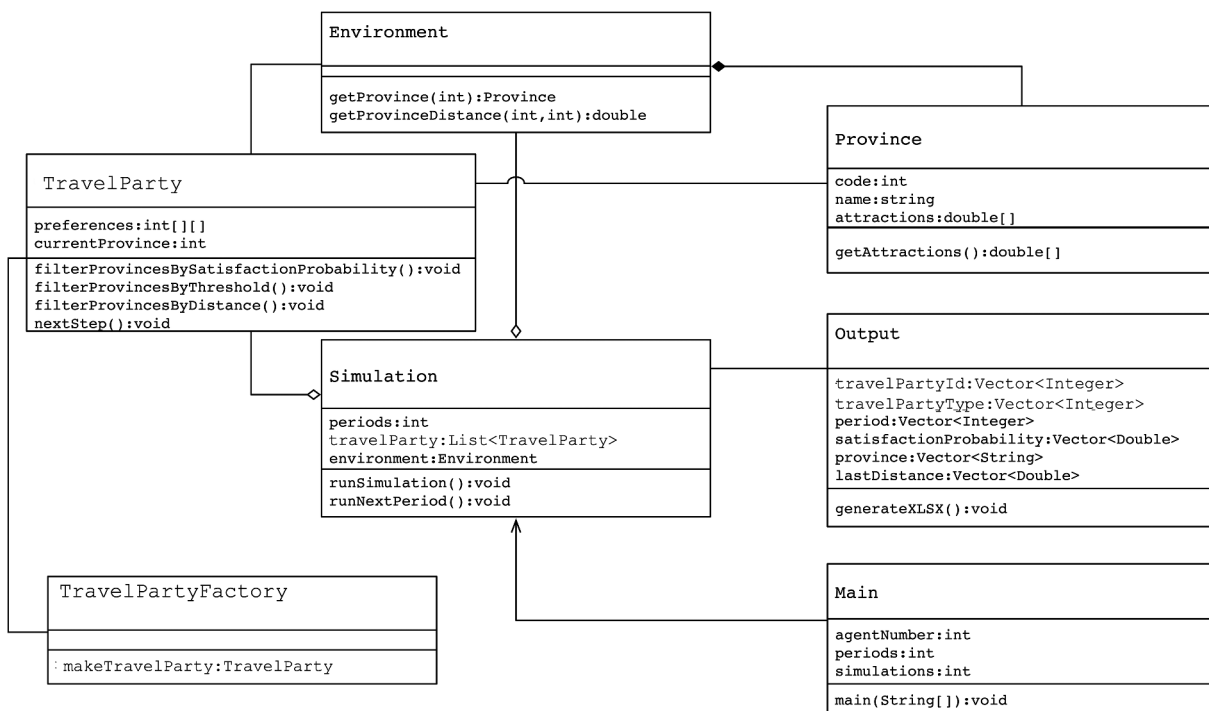 Environment
getProvince(int):Province
getProvinceDistance(int,int):double
TravelParty
preferences:int[][]
currentProvince:int
filterProvincesBySatisfactionProbability():void
filterProvincesByThreshold():void
filterProvincesByDistance():void
nextStep():void
Province
code:int
name:string
attractions:double[]
getAttractions():double[]
Simulation
periods:int
travelParty:List<TravelParty>
environment:Environment
runSimulation():void
runNextPeriod():void
Output
travelPartyId:Vector<Integer>
travelPartyType:Vector<Integer>
period:Vector<Integer>
satisfactionProbability:Vector<Double>
province:Vector<String>
lastDistance:Vector<Double>
generateXLSX():void
TravelPartyFactory
makeTravelParty:TravelParty
Main
agentNumber:int
periods:int
simulations:int
main(String[]):void